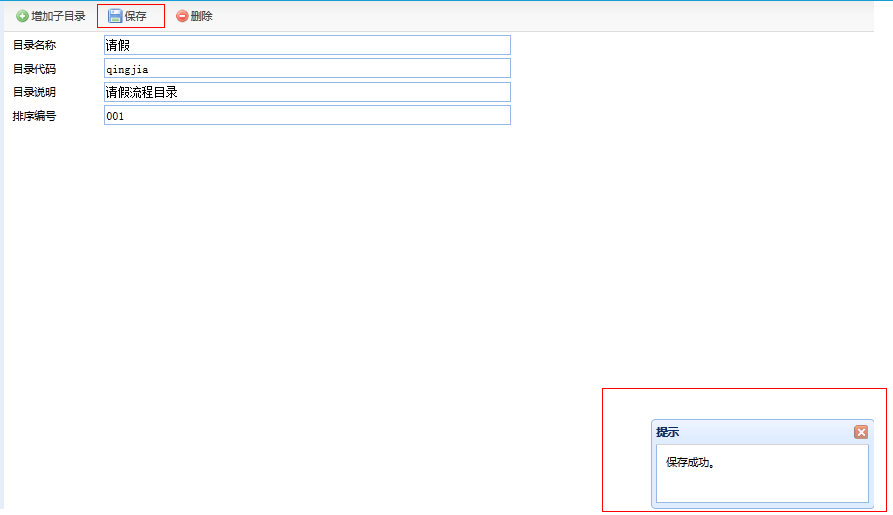 增加子目录 保存 删除
目录名称 请假
目录代码 qingjia
目录说明 请假流程目录
排序编号 001
提示
保存成功。